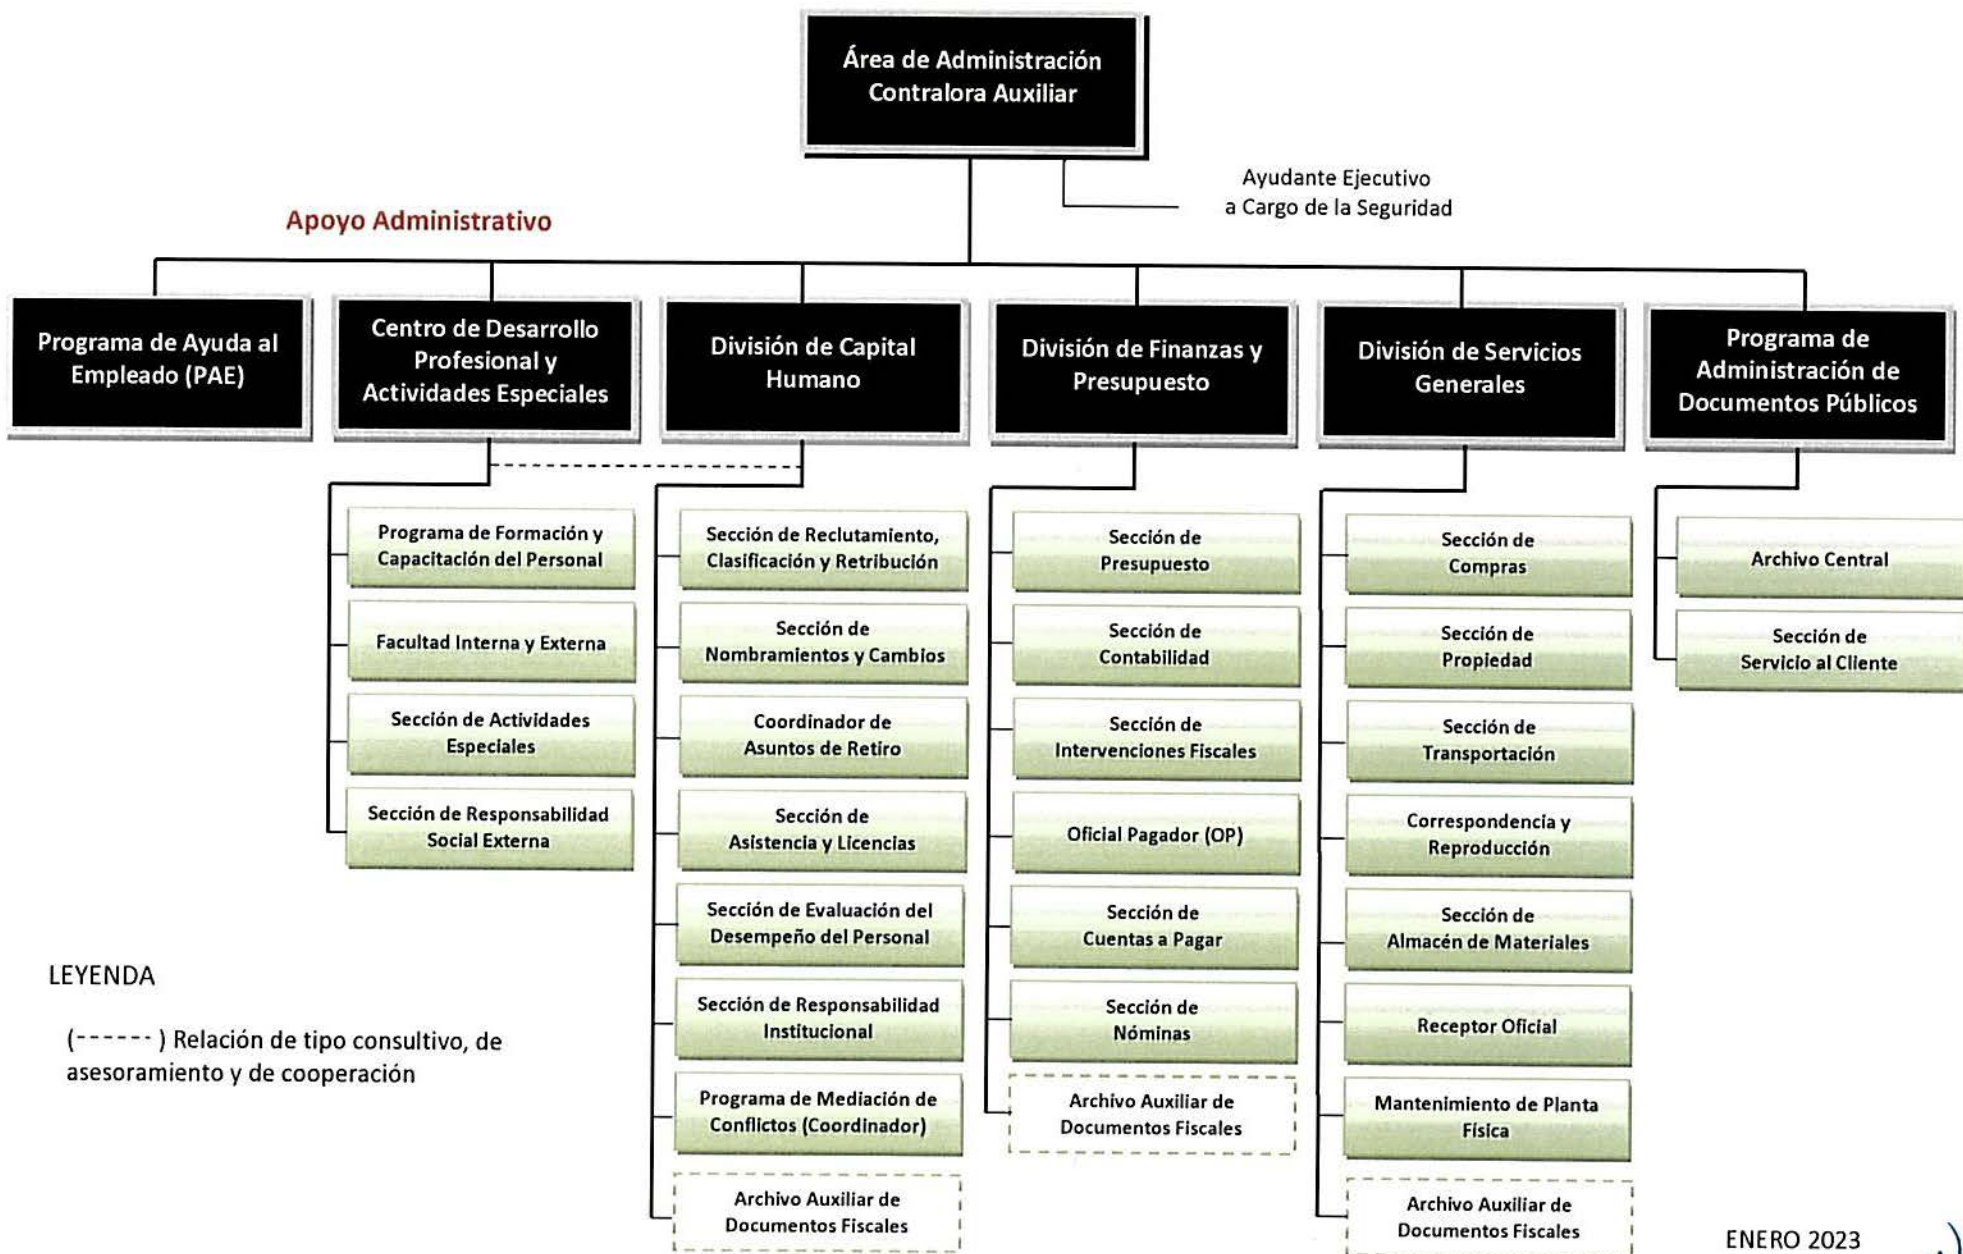 Área de Administración
Contralora Auxiliar
Ayudante Ejecutivo
a Cargo de la Seguridad
Apoyo Administrativo
Programa de Ayuda al
Empleado (PAE)
Centro de Desarrollo
Profesional y
Actividades Especiales
División de Capital
Humano
División de Finanzas y
Presupuesto
División de Servicios
Generales
Programa de
Administración de
Documentos Públicos
Programa de Formación y
Capacitación del Personal
Facultad Interna y Externa
Sección de Actividades
Especiales
Sección de Responsabilidad
Social Externa
Sección de Reclutamiento,
Clasificación y Retribución
Sección de
Nombramientos y Cambios
Coordinador de
Asuntos de Retiro
Sección de
Asistencia y Licencias
Sección de Evaluación del
Desempeño del Personal
Sección de Responsabilidad
Institucional
Programa de Mediación de
Conflictos (Coordinador)
Archivo Auxiliar de
Documentos Fiscales
Sección de
Presupuesto
Sección de
Contabilidad
Sección de
Intervenciones Fiscales
Oficial Pagador (OP)
Sección de
Cuentas a Pagar
Sección de
Nóminas
Archivo Auxiliar de
Documentos Fiscales
Sección de
Compras
Sección de
Propiedad
Sección de
Transportación
Correspondencia y
Reproducción
Sección de
Almacén de Materiales
Receptor Oficial
Mantenimiento de Planta
Física
Archivo Auxiliar de
Documentos Fiscales
Archivo Central
Sección de
Servicio al Cliente
LEYENDA
(------) Relación de tipo consultivo, de
asesoramiento y de cooperación
ENERO 2023